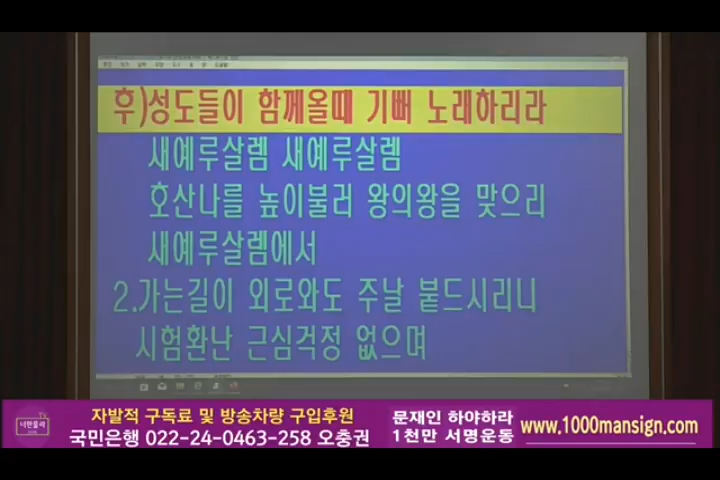 후)성도들이 함께올때 기뻐 노래하리라
새예루살렘 새예루살렘
호산나를 높이불러 왕의왕을 맞으리
새예루살렘에서
2.가는길이 외로와도 주날 붙드시리니
시험환난 근심걱정 없으며
너만몰라
자발적 구독료 및 방송차량 구입후원
국민은행 022-24-0463-258 오충권
문재인 하야하라
1천만 서명운동
www.1000mansign.com